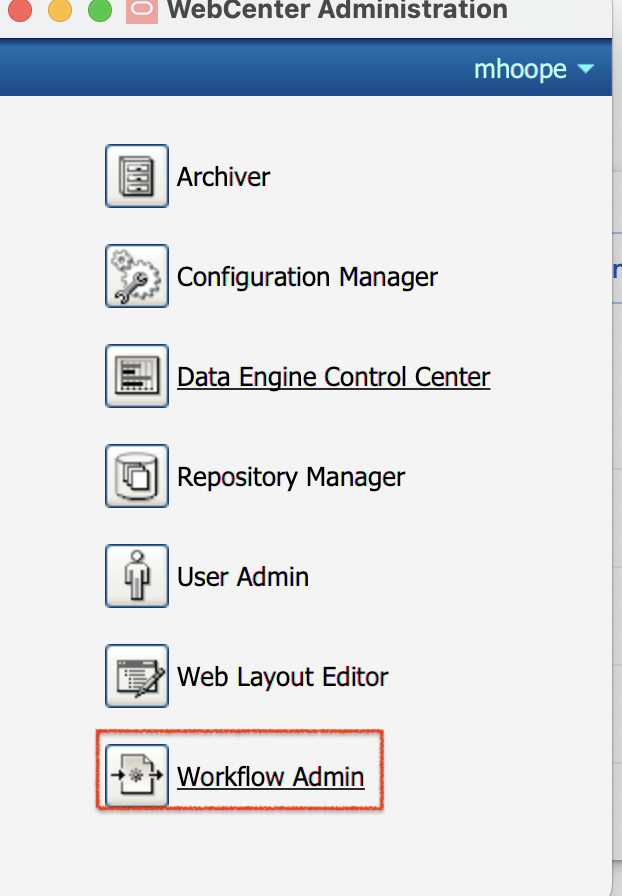 WebCenter Administration
mhoope
Archiver
Configuration Manager
Data Engine Control Center
Repository Manager
User Admin
Web Layout Editor
Workflow Admin